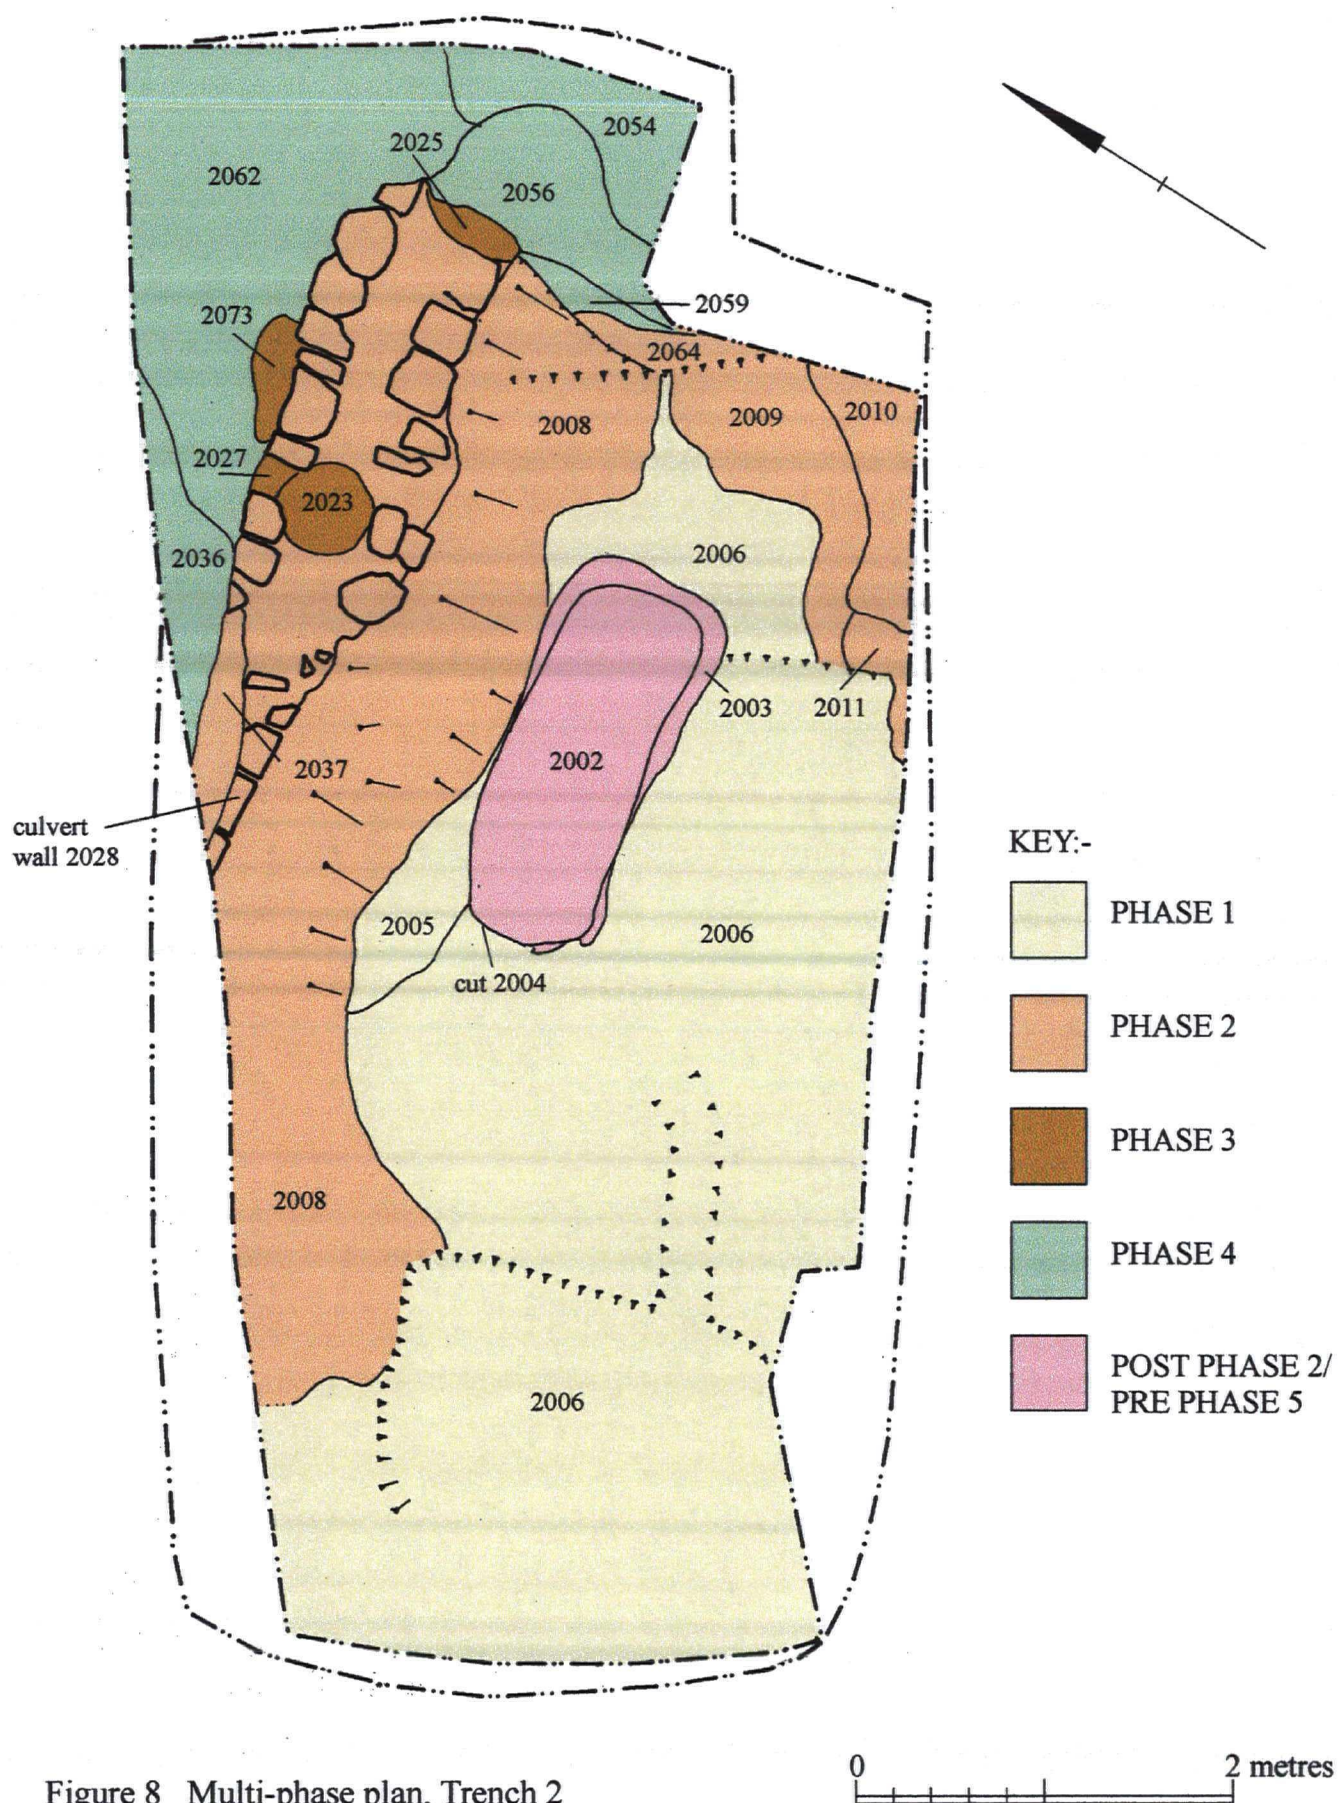 2054
2025
2062
2056
2059
2073
2064
2008
2009
2010
2027
2023
2006
2036
2003
2011
2002
2037
culvert
wall 2028
KEY:-
PHASE 1
2005
2006
cut 2004
PHASE 2
PHASE 3
2008
PHASE 4
POST PHASE 2/
PRE PHASE 5
2006
0
2 metres
Figure 8 Multi-phase plan, Trench 2